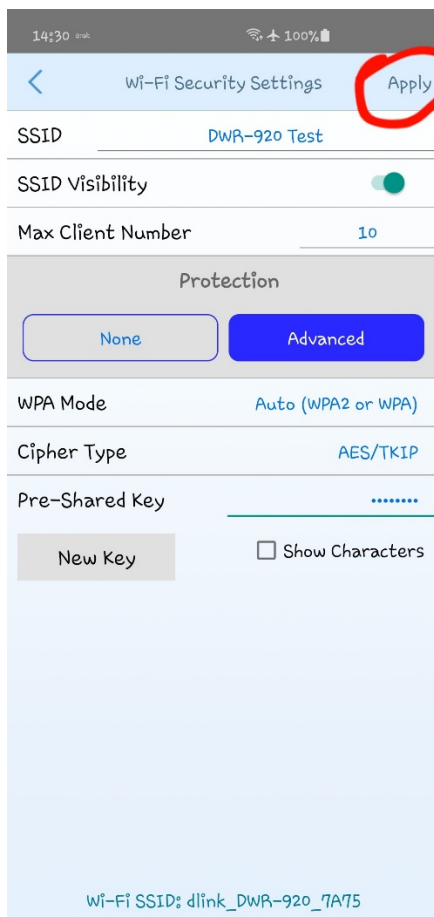 14:30
100%
Wi-Fi Security Settings Apply
SSID DWR-920 Test
SSID Visibility
Max Client Number 10
Protection
None Advanced
WPA Mode Auto (WPA2 or WPA)
Cipher Type AES/TKIP
Pre-Shared Key ••••••••
New Key Show Characters
Wi-Fi SSID: dlink_DWR-920_7A75